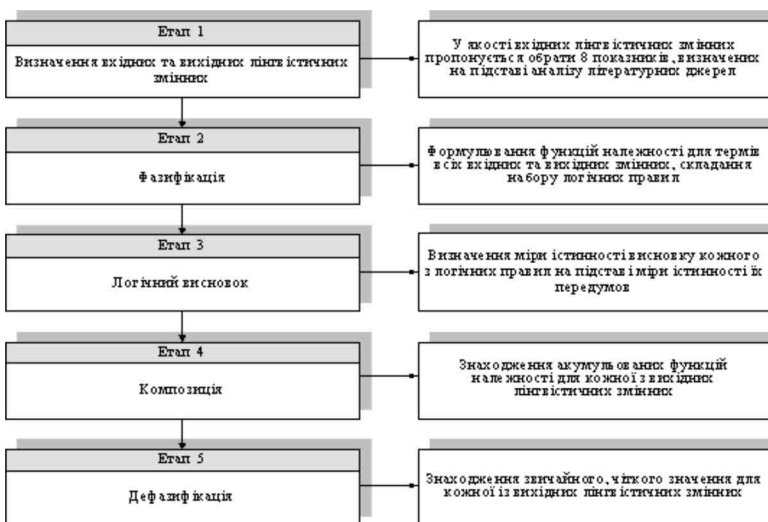 Етап 1
Визначення вхідних та вихідних лінгвістичних
змінних
У якості вхідних лінгвістичних змінних
пропонується обрати 8 показників, визначених
на підставі аналізу літературних джерел
Етап 2
Фазифікація
Формулювання функцій належності для термів
всіх вхідних та вихідних змінних, складання
набору логічних правил
Етап 3
Логічний висновок
Визначення міри істинності висновку кожного
з логічних правил на підставі міри істинності їх
передумов
Етап 4
Композиція
Знаходження акумульованих функцій
належності для кожної з вихідних
лінгвістичних змінних
Етап 5
Дефазифікація
Знаходження звичайного, чіткого значення для
кожної із вихідних лінгвістичних змінних